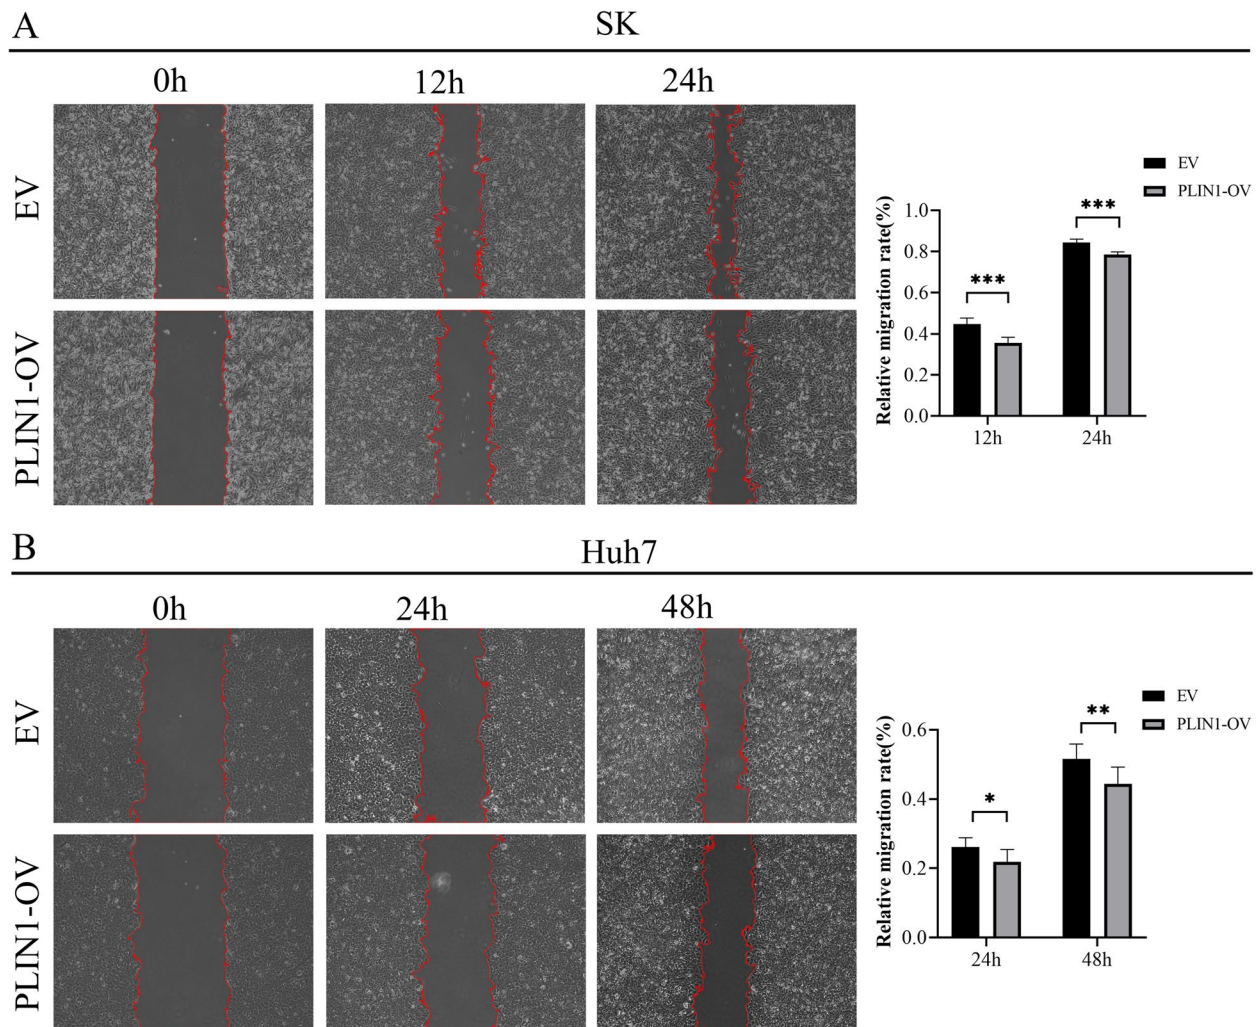 A
SK
0h
12h
24h
EV
PLIN1-OV
EV
PLIN1-OV
Relative migration rate(%)
1.0
0.8
0.6
0.4
0.2
0.0
***
***
12h
24h
B
Huh7
0h
24h
48h
EV
PLIN1-OV
EV
PLIN1-OV
Relative migration rate(%)
0.6
0.4
0.2
0.0
*
**
24h
48h